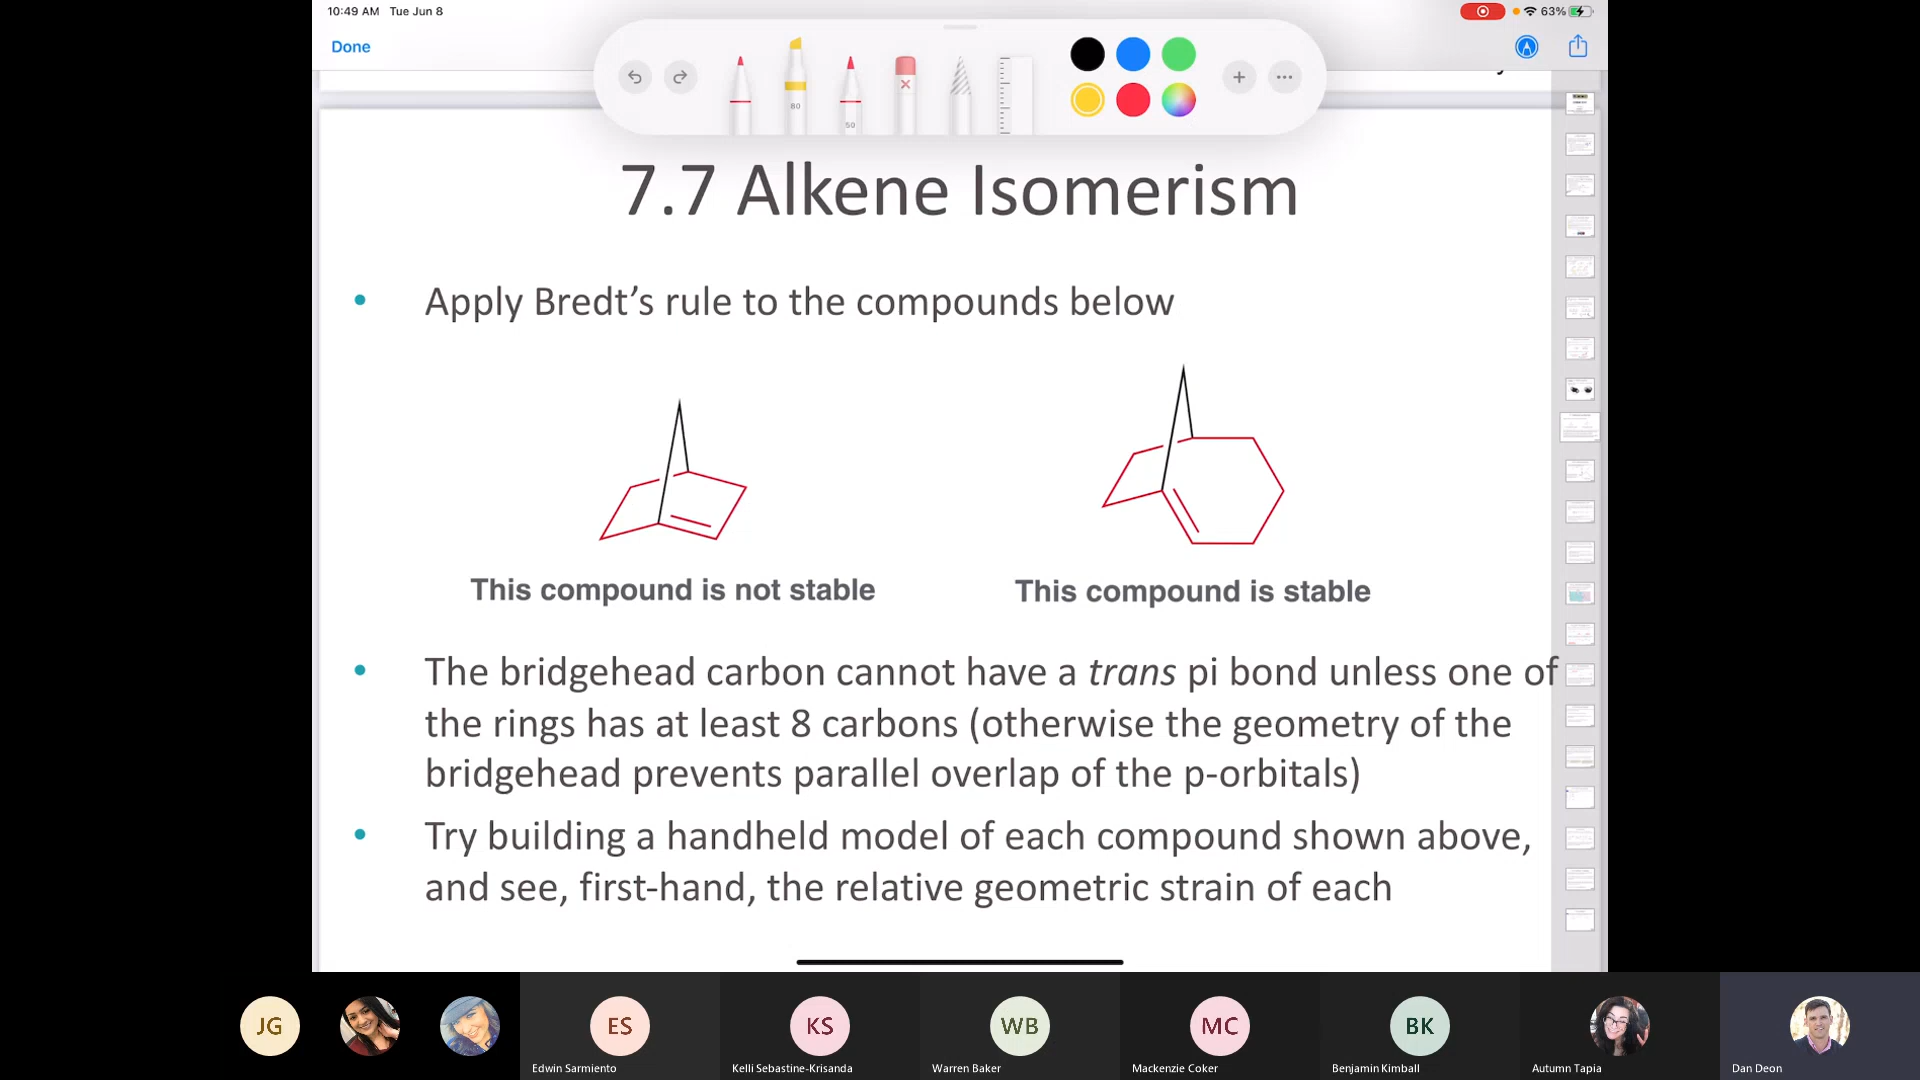 10:49 AM Tue Jun 8
63%
Done
80
50
7.7 Alkene Isomerism
• Apply Bredt’s rule to the compounds below
This compound is not stable
This compound is stable
• The bridgehead carbon cannot have a trans pi bond unless one of
the rings has at least 8 carbons (otherwise the geometry of the
bridgehead prevents parallel overlap of the p-orbitals)
• Try building a handheld model of each compound shown above,
and see, first-hand, the relative geometric strain of each
JG
ES
KS
WB
MC
BK
Edwin Sarmiento
Kelli Sebastine-Krisanda
Warren Baker
Mackenzie Coker
Benjamin Kimball
Autumn Tapia
Dan Deon